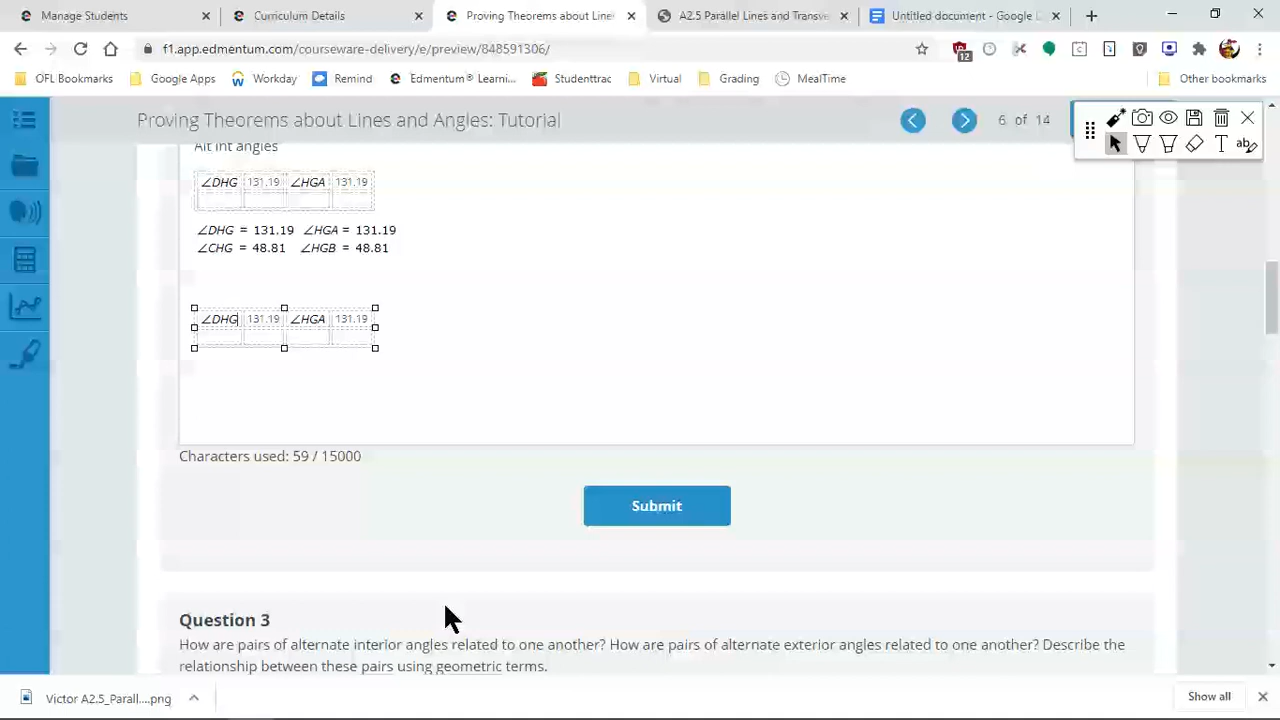 Manage Students
Curriculum Details
Proving Theorems about Line
A2.5 Parallel Lines and Transve
Untitled document - Google D
f1.app.edmentum.com/courseware-delivery/e/preview/848591306/
12
OFL Bookmarks
Google Apps
Workday
Remind
Edmentum® Learni...
Studenttrac
Virtual
Grading
MealTime
Other bookmarks
Proving Theorems about Lines and Angles: Tutorial
6 of 14
Alt int angles
∠DHG 131.19 ∠HGA 131.19
∠DHG = 131.19 ∠HGA = 131.19
∠CHG = 48.81 ∠HGB = 48.81
∠DHG 131.19 ∠HGA 131.19
Characters used: 59 / 15000
Submit
Question 3
How are pairs of alternate interior angles related to one another? How are pairs of alternate exterior angles related to one another? Describe the
relationship between these pairs using geometric terms.
Victor A2.5_Parall....png
Show all